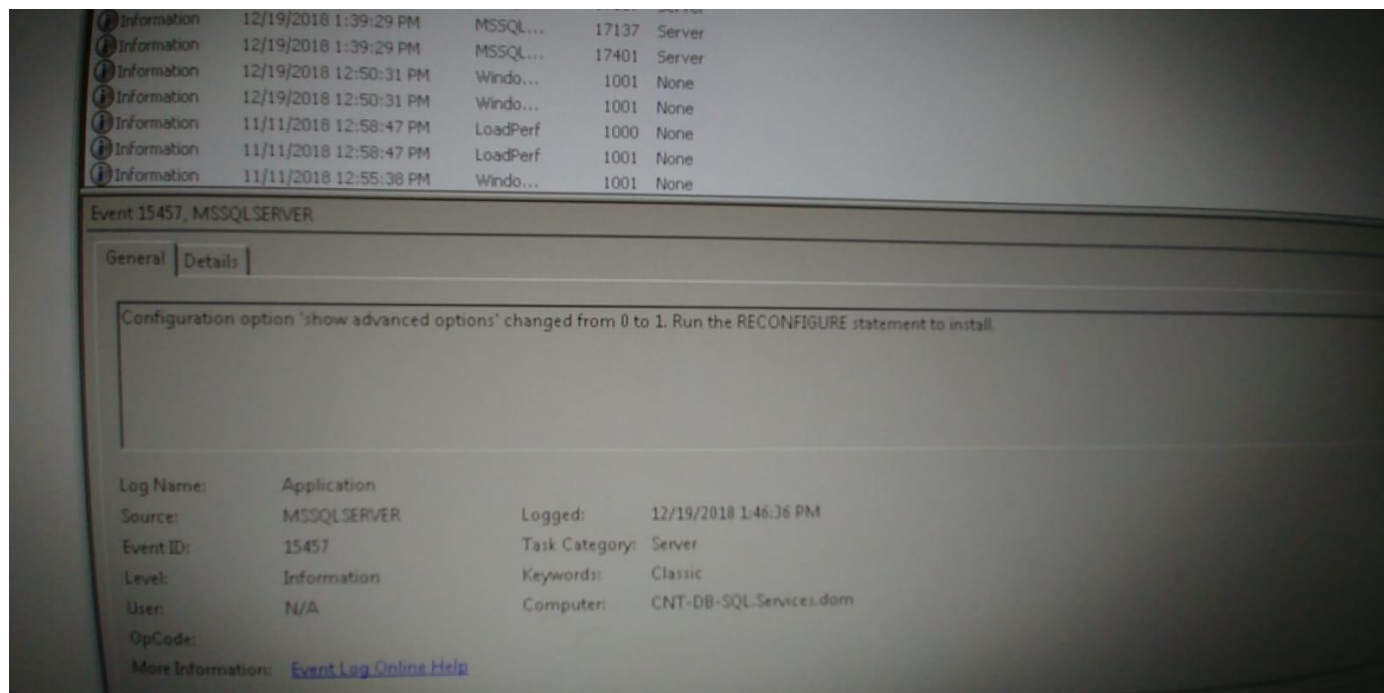 Information 12/19/2018 1:39:29 PM MSSQL... 17137 Server
Information 12/19/2018 1:39:29 PM MSSQL... 17401 Server
Information 12/19/2018 12:50:31 PM Windo... 1001 None
Information 12/19/2018 12:50:31 PM Windo... 1001 None
Information 11/11/2018 12:58:47 PM LoadPerf 1000 None
Information 11/11/2018 12:58:47 PM LoadPerf 1001 None
Information 11/11/2018 12:55:38 PM Windo... 1001 None
Event 15457, MSSQLSERVER
General Details
Configuration option 'show advanced options' changed from 0 to 1. Run the RECONFIGURE statement to install.
Log Name: Application
Source: MSSQLSERVER Logged: 12/19/2018 1:46:36 PM
Event ID: 15457 Task Category: Server
Level: Information Keywords: Classic
User: N/A Computer: CNT-DB-SQL.Services.dom
OpCode:
More Information: Event Log Online Help